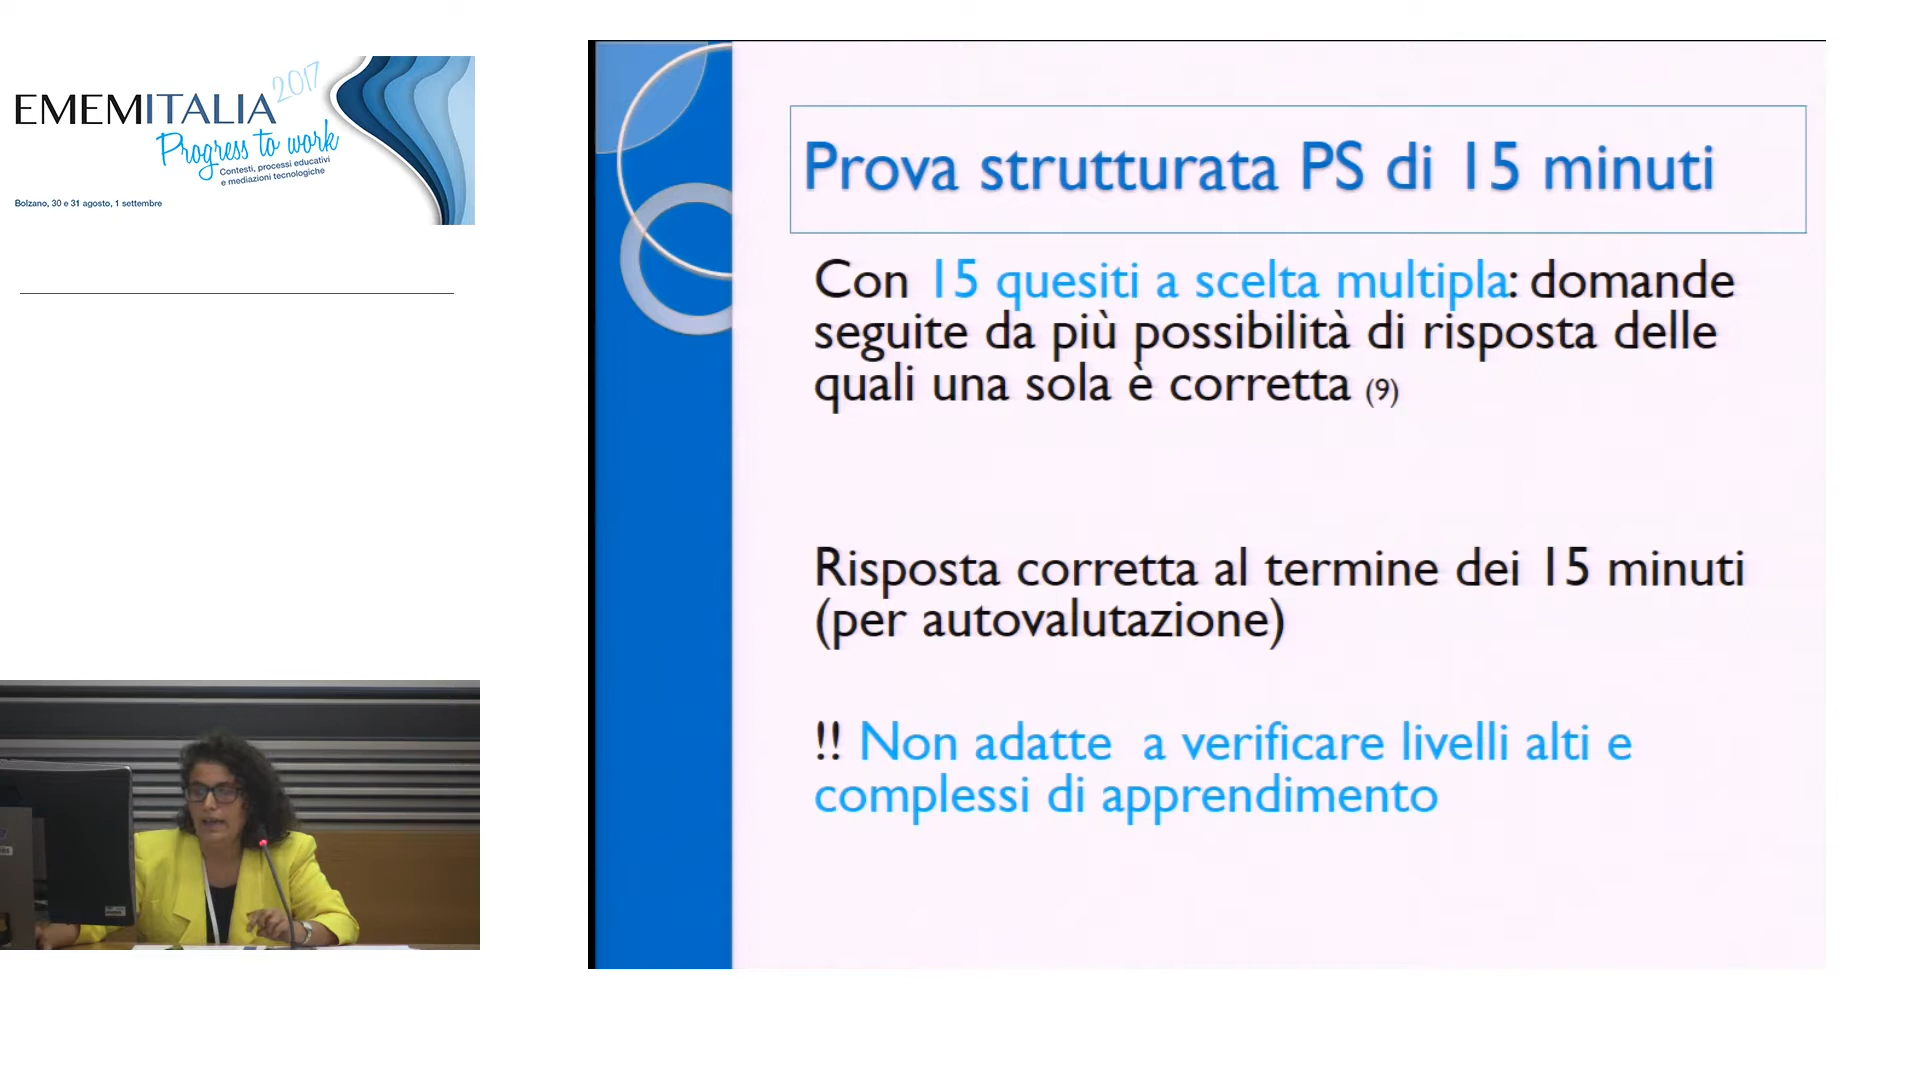 EMEMITALIA 2017
Progress to work
Contesti, processi educativi
e mediazioni tecnologiche
Bolzano, 30 e 31 agosto, 1 settembre
Prova strutturata PS di 15 minuti
Con 15 quesiti a scelta multipla: domande
seguite da più possibilità di risposta delle
quali una sola è corretta (9)
Risposta corretta al termine dei 15 minuti
(per autovalutazione)
!! Non adatte a verificare livelli alti e
complessi di apprendimento